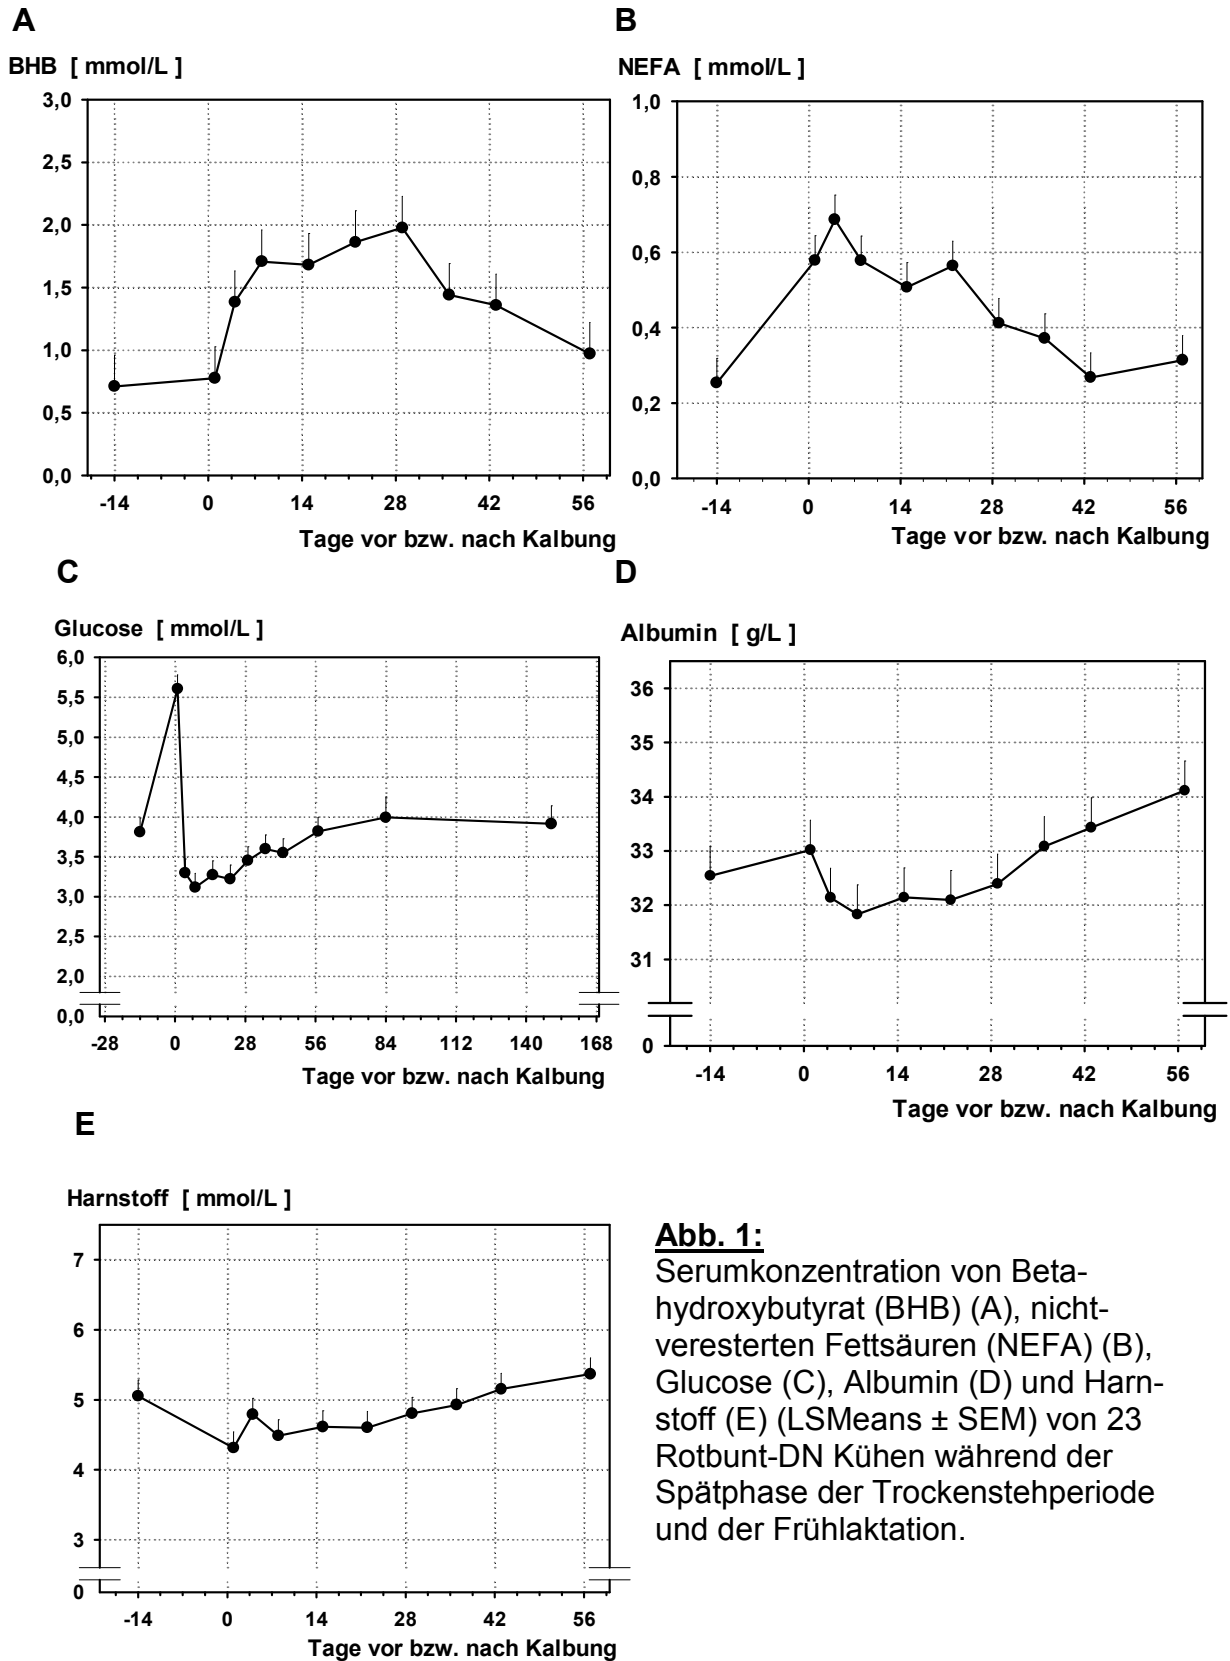 A
BHB [ mmol/L ]
3,0
2,5
2,0
1,5
1,0
0,5
0,0
-14 0 14 28 42 56
Tage vor bzw. nach Kalbung
B
NEFA [ mmol/L ]
1,0
0,8
0,6
0,4
0,2
0,0
-14 0 14 28 42 56
Tage vor bzw. nach Kalbung
C
Glucose [ mmol/L ]
6,0
5,5
5,0
4,5
4,0
3,5
3,0
2,5
2,0
0,0
-28 0 28 56 84 112 140 168
Tage vor bzw. nach Kalbung
D
Albumin [ g/L ]
36
35
34
33
32
31
0
-14 0 14 28 42 56
Tage vor bzw. nach Kalbung
E
Harnstoff [ mmol/L ]
7
6
5
4
3
0
-14 0 14 28 42 56
Tage vor bzw. nach Kalbung
Abb. 1:
Serumkonzentration von Beta-
hydroxybutyrat (BHB) (A), nicht-
veresterten Fettsäuren (NEFA) (B),
Glucose (C), Albumin (D) und Harn-
stoff (E) (LSMeans ± SEM) von 23
Rotbunt-DN Kühen während der
Spätphase der Trockenstehperiode
und der Frühlaktation.